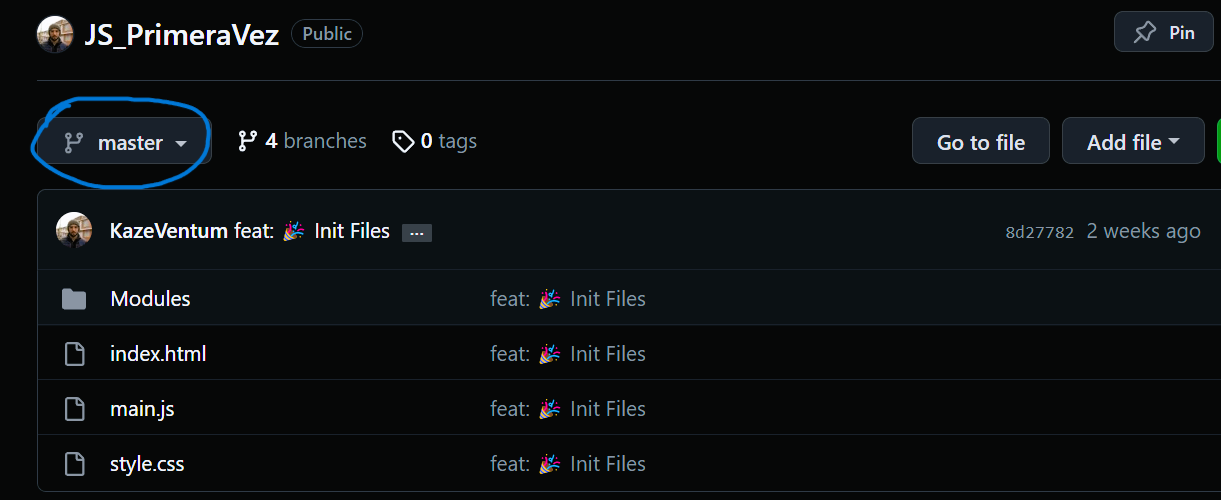 JS_PrimeraVez Public Pin
master 4 branches 0 tags Go to file Add file
KazeVentum feat: 🎉 Init Files ... 8d27782 2 weeks ago
Modules feat: 🎉 Init Files
index.html feat: 🎉 Init Files
main.js feat: 🎉 Init Files
style.css feat: 🎉 Init Files